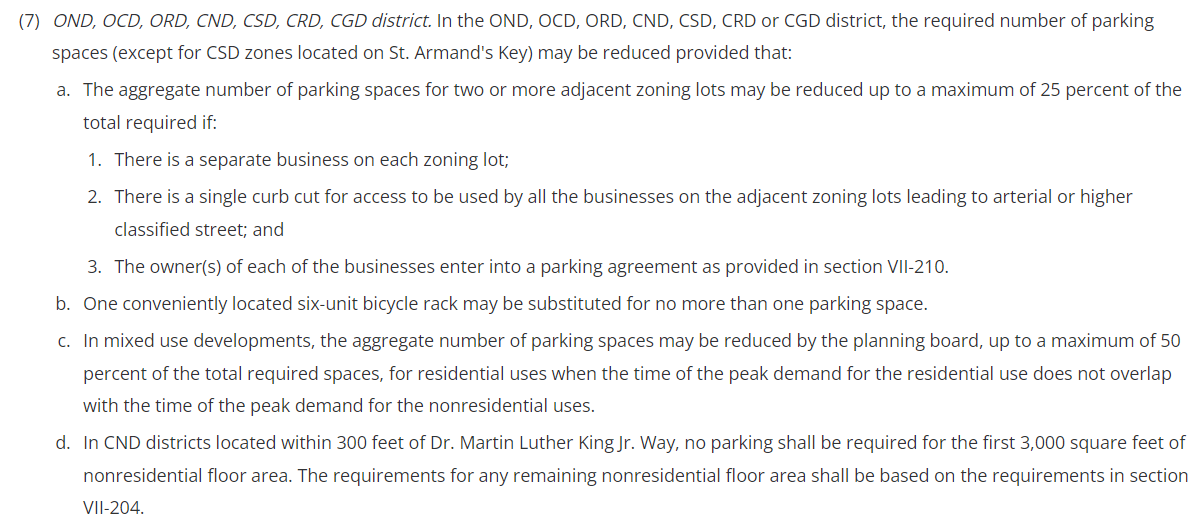 (7) OND, OCD, ORD, CND, CSD, CRD, CGD district. In the OND, OCD, ORD, CND, CSD, CRD or CGD district, the required number of parking
spaces (except for CSD zones located on St. Armand's Key) may be reduced provided that:
a. The aggregate number of parking spaces for two or more adjacent zoning lots may be reduced up to a maximum of 25 percent of the
total required if:
1. There is a separate business on each zoning lot;
2. There is a single curb cut for access to be used by all the businesses on the adjacent zoning lots leading to arterial or higher
classified street; and
3. The owner(s) of each of the businesses enter into a parking agreement as provided in section VII-210.
b. One conveniently located six-unit bicycle rack may be substituted for no more than one parking space.
c. In mixed use developments, the aggregate number of parking spaces may be reduced by the planning board, up to a maximum of 50
percent of the total required spaces, for residential uses when the time of the peak demand for the residential use does not overlap
with the time of the peak demand for the nonresidential uses.
d. In CND districts located within 300 feet of Dr. Martin Luther King Jr. Way, no parking shall be required for the first 3,000 square feet of
nonresidential floor area. The requirements for any remaining nonresidential floor area shall be based on the requirements in section
VII-204.